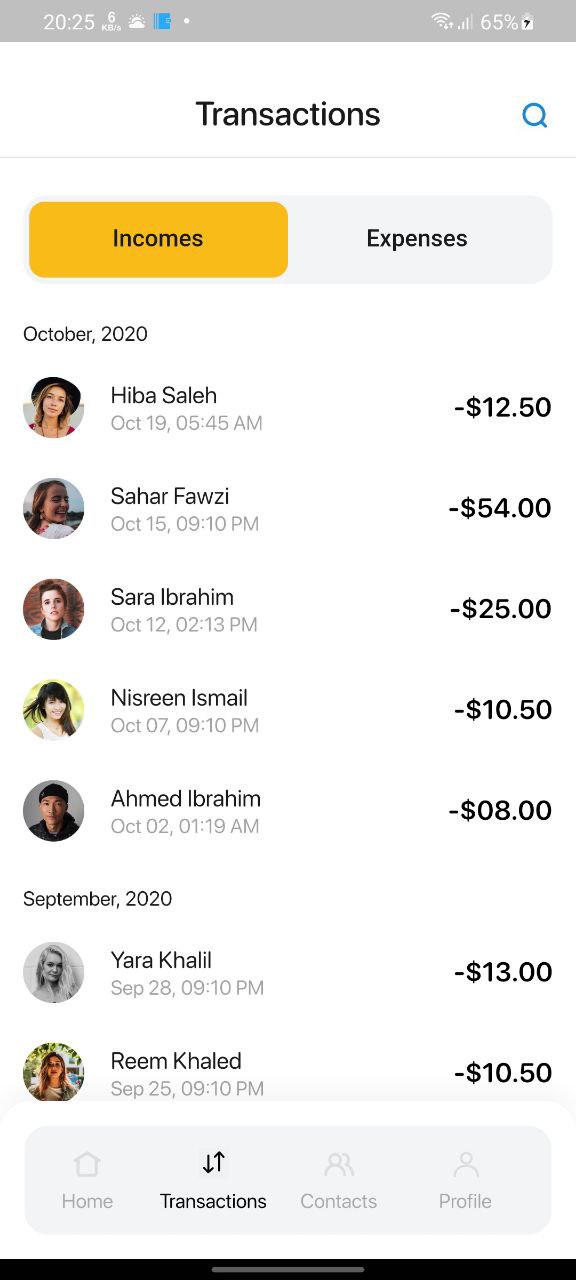 20:25 6 KB/s 65%
Transactions
Incomes Expenses
October, 2020
Hiba Saleh
Oct 19, 05:45 AM
-$12.50
Sahar Fawzi
Oct 15, 09:10 PM
-$54.00
Sara Ibrahim
Oct 12, 02:13 PM
-$25.00
Nisreen Ismail
Oct 07, 09:10 PM
-$10.50
Ahmed Ibrahim
Oct 02, 01:19 AM
-$08.00
September, 2020
Yara Khalil
Sep 28, 09:10 PM
-$13.00
Reem Khaled
Sep 25, 09:10 PM
-$10.50
Home Transactions Contacts Profile